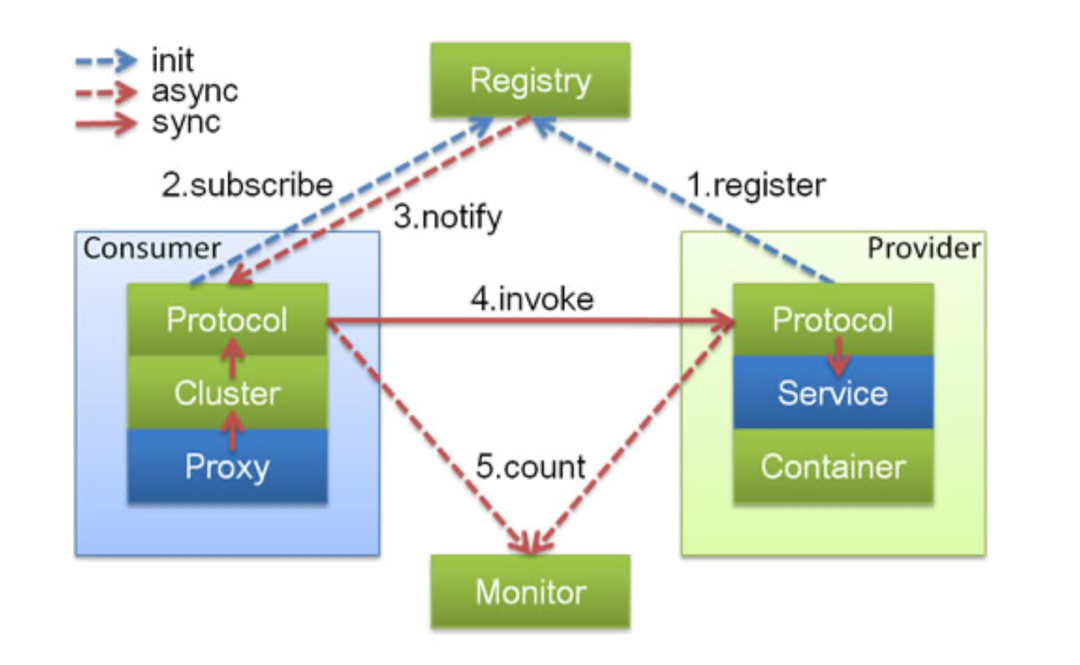 init
async
sync
Registry
2.subscribe
1.register
3.notify
Consumer
Provider
4.invoke
Protocol
Protocol
Cluster
Service
Proxy
5.count
Container
Monitor